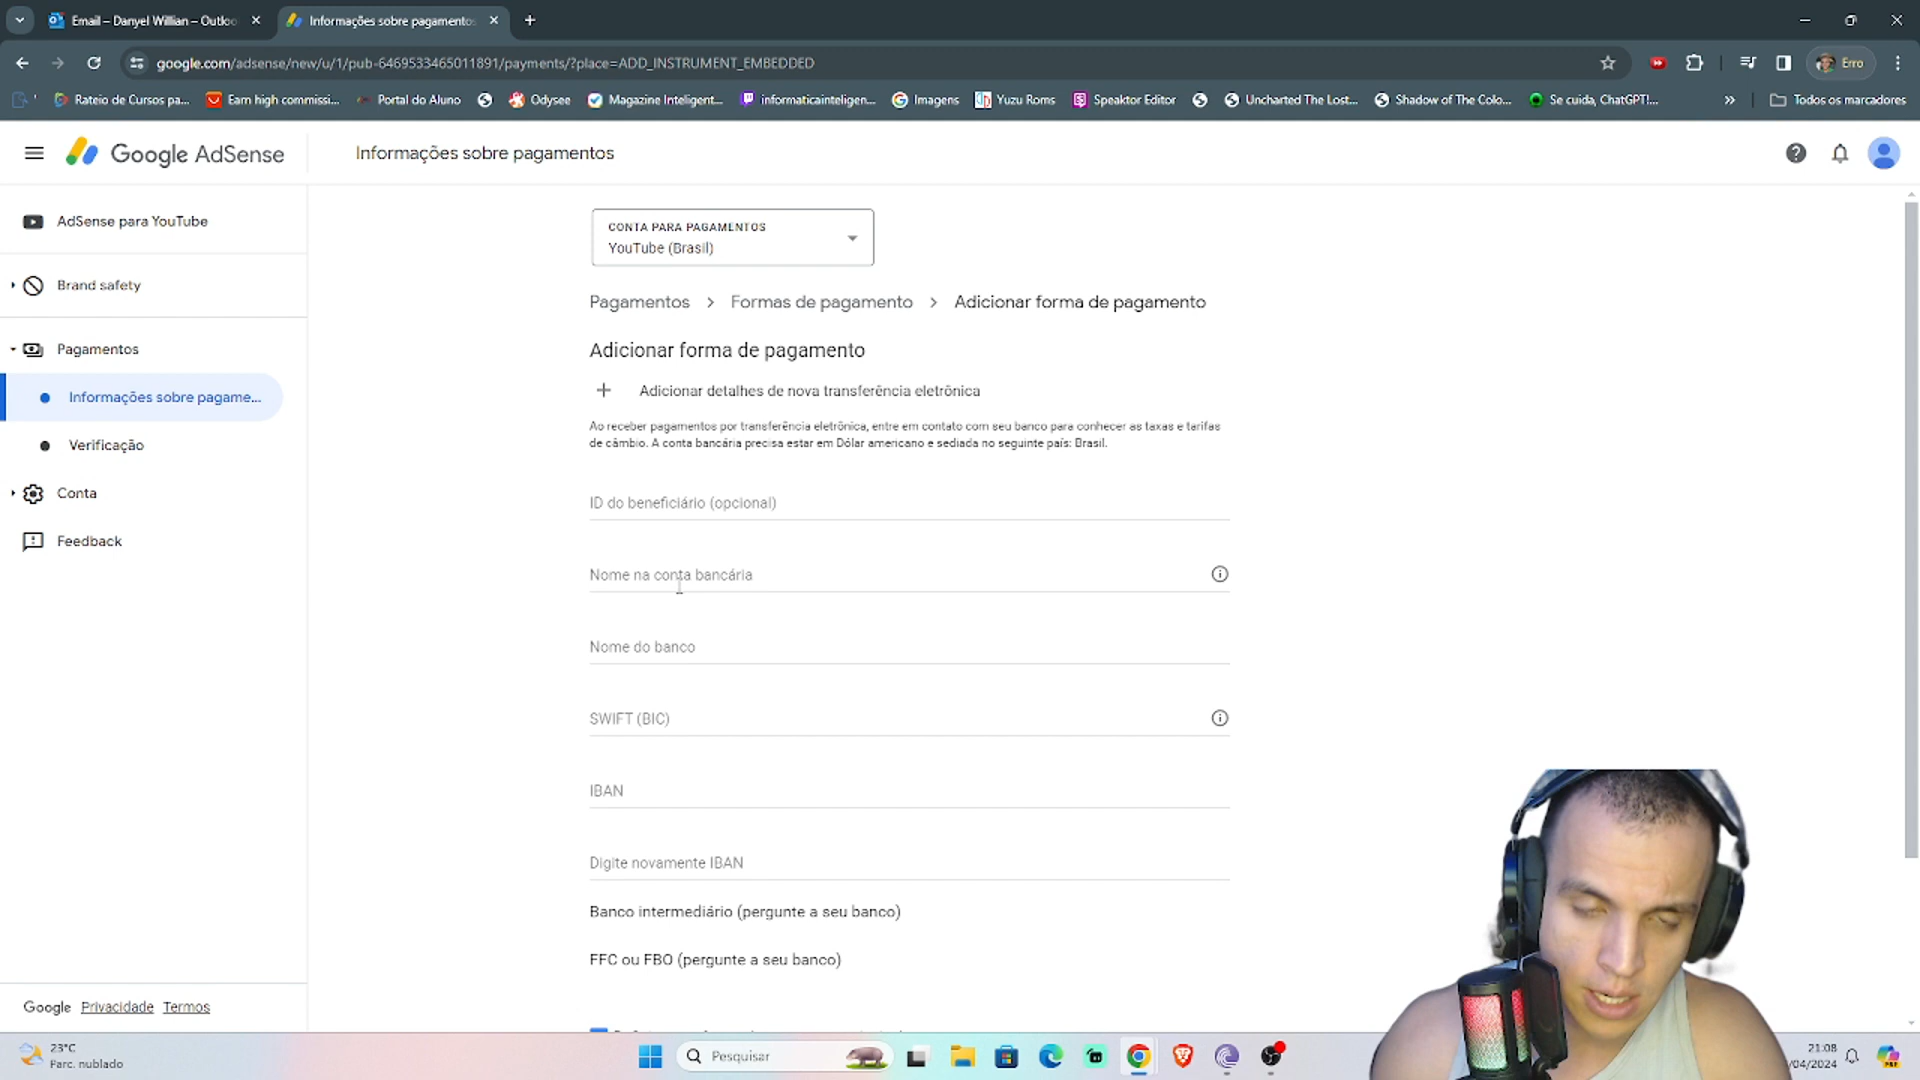 Email – Danyel Willian – Outloo
Informações sobre pagamento
google.com/adsense/new/u/1/pub-6469533465011891/payments/?place=ADD_INSTRUMENT_EMBEDDED
Erro
Rateio de Cursos pa...
Earn high commissi...
Portal do Aluno
Odysee
Magazine Inteligent...
informaticainteligen...
Imagens
Yuzu Roms
Speaktor Editor
Uncharted The Lost...
Shadow of The Colo...
Se cuida, ChatGPT!...
»
Todos os marcadores
Google AdSense
Informações sobre pagamentos
AdSense para YouTube
Brand safety
Pagamentos
Informações sobre pagame...
Verificação
Conta
Feedback
CONTA PARA PAGAMENTOS
YouTube (Brasil)
Pagamentos > Formas de pagamento > Adicionar forma de pagamento
Adicionar forma de pagamento
+ Adicionar detalhes de nova transferência eletrônica
Ao receber pagamentos por transferência eletrônica, entre em contato com seu banco para conhecer as taxas e tarifas
de câmbio. A conta bancária precisa estar em Dólar americano e sediada no seguinte país: Brasil.
ID do beneficiário (opcional)
Nome na conta bancária
Nome do banco
SWIFT (BIC)
IBAN
Digite novamente IBAN
Banco intermediário (pergunte a seu banco)
FFC ou FBO (pergunte a seu banco)
Google Privacidade Termos
23°C
Parc. nublado
Pesquisar
21:08
/04/2024